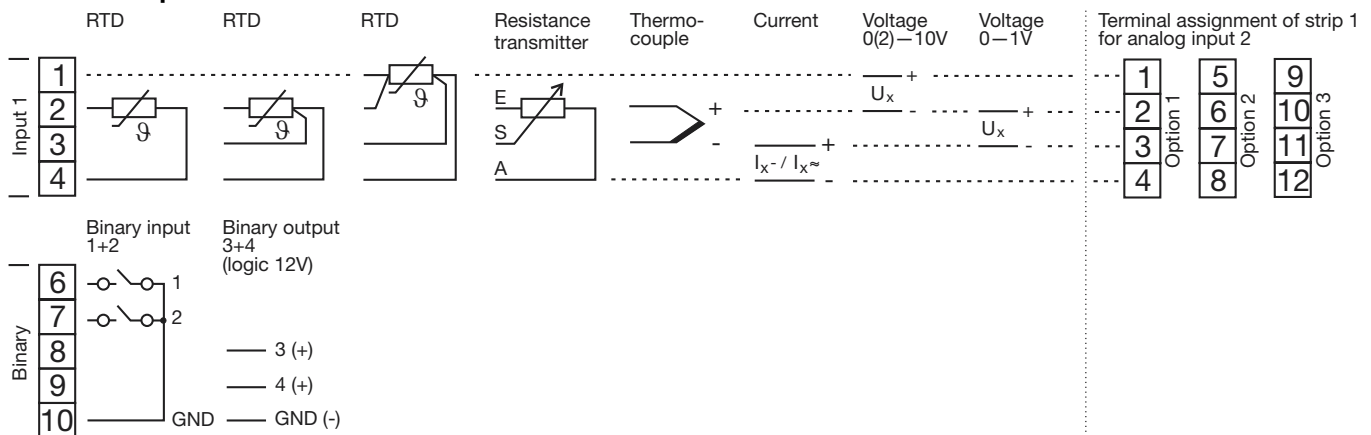 RTD RTD RTD Resistance transmitter Thermo-couple Current Voltage 0(2)—10V Voltage 0—1V Terminal assignment of strip 1 for analog input 2
Input 1
1 + 1 5 9
2 ϑ ϑ ϑ E + Ux - Ux + 2 6 10
3 S - Ix- / Ix≈ + - 3 7 11
4 A - 4 8 12
Option 1 Option 2 Option 3
Binary input 1+2
Binary output 3+4 (logic 12V)
Binary
6 1
7 2
8 3 (+)
9 4 (+)
10 GND GND (-)